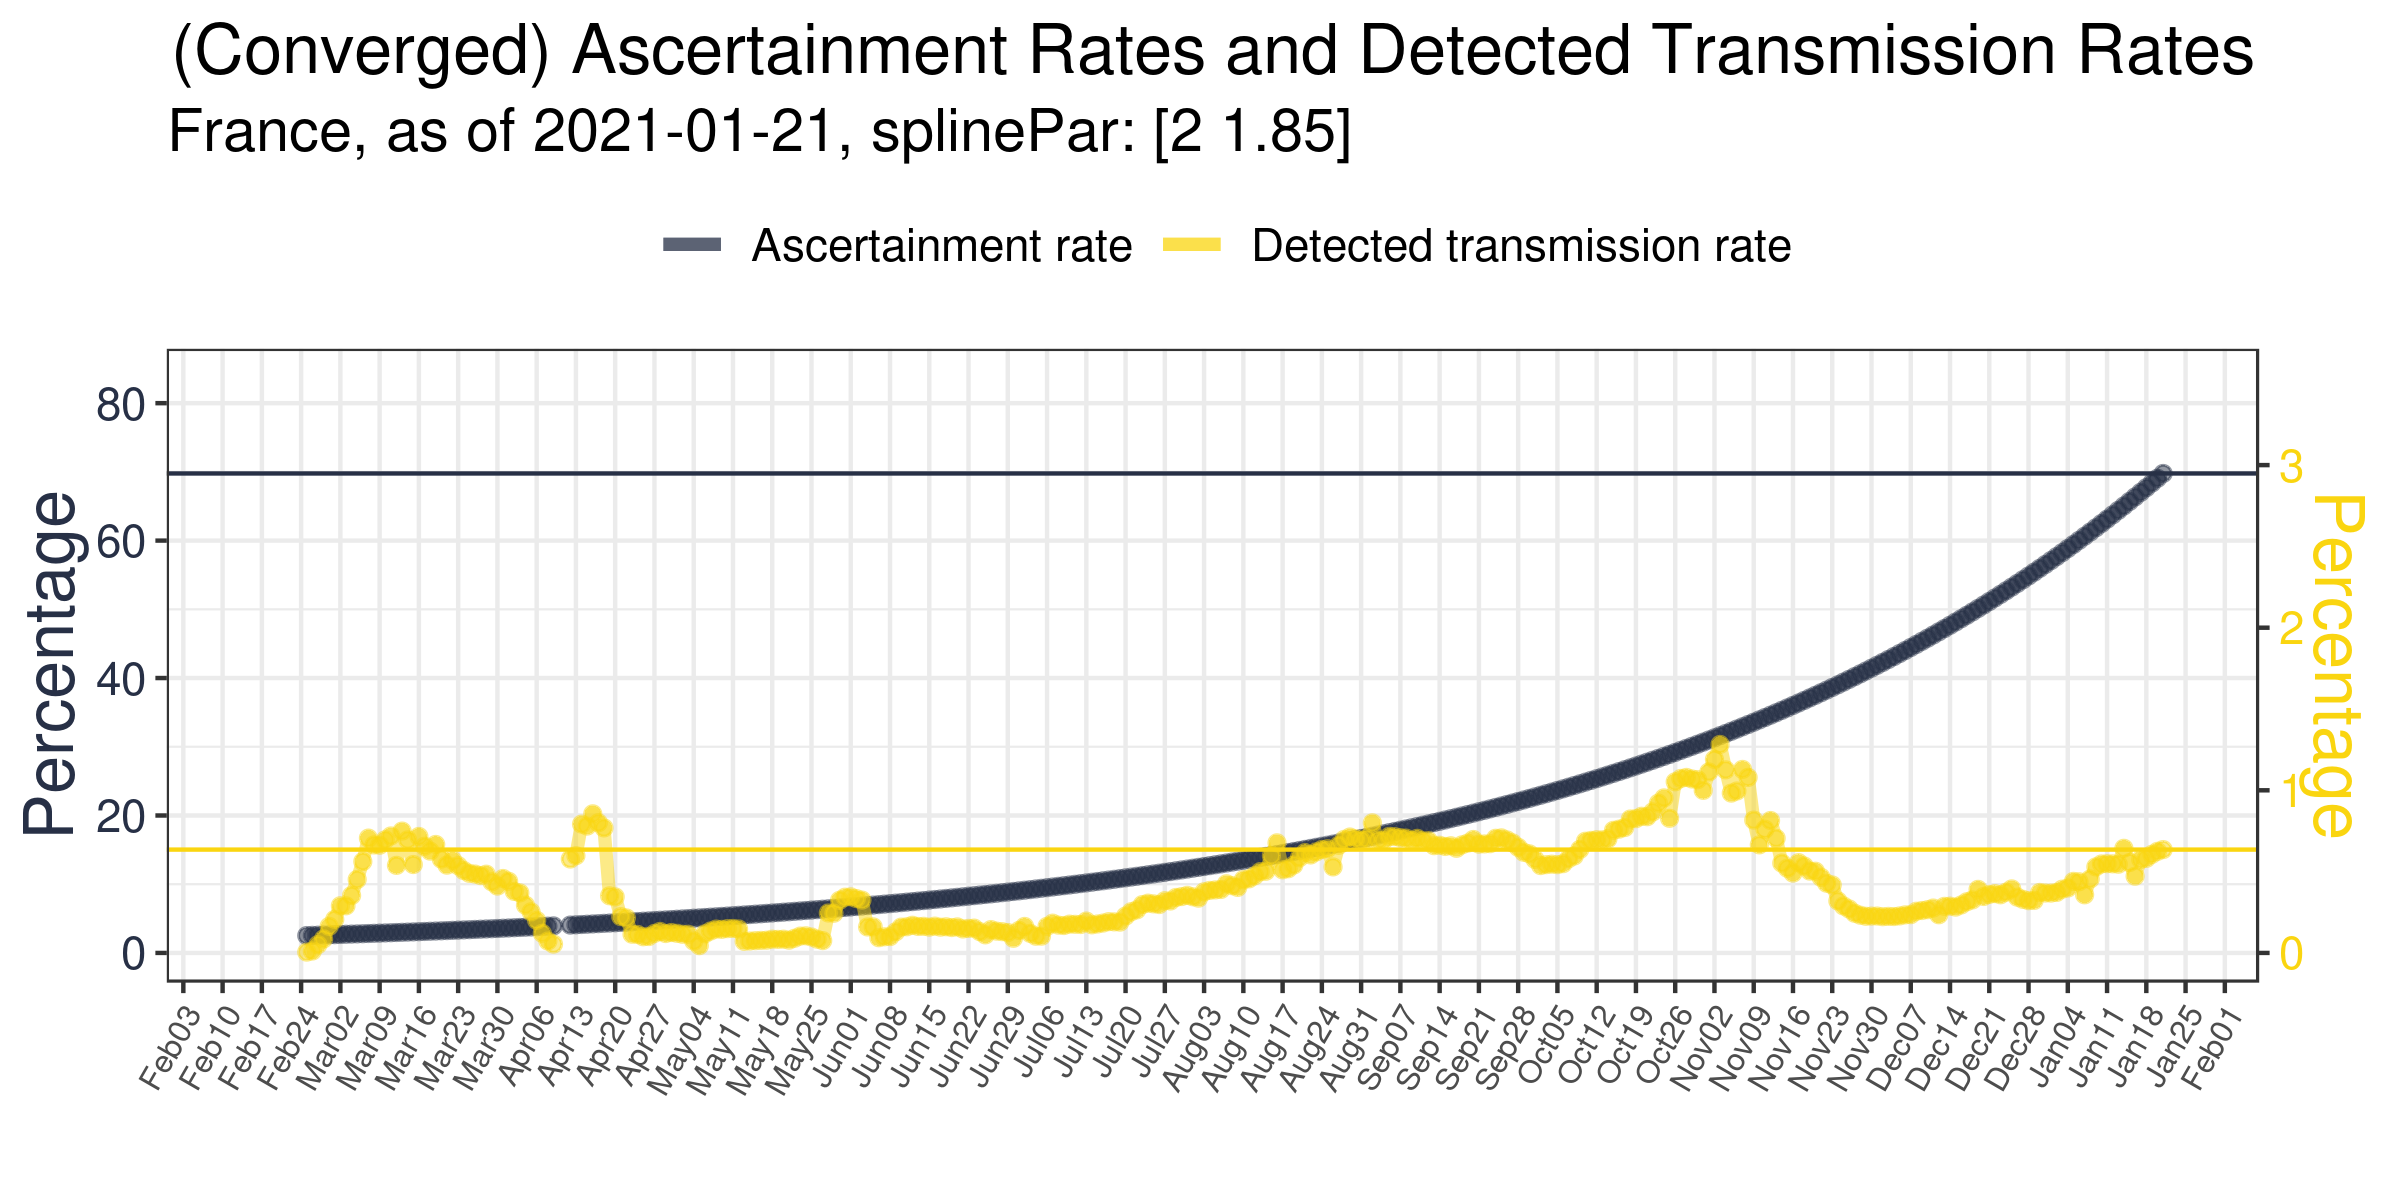 (Converged) Ascertainment Rates and Detected Transmission Rates
France, as of 2021-01-21, splinePar: [2 1.85]
Ascertainment rate
Detected transmission rate
Percentage
80
60
40
20
0
3
2
1
0
Percentage
Feb03
Feb10
Feb17
Feb24
Mar02
Mar09
Mar16
Mar23
Mar30
Apr06
Apr13
Apr20
Apr27
May04
May11
May18
May25
Jun01
Jun08
Jun15
Jun22
Jun29
Jul06
Jul13
Jul20
Jul27
Aug03
Aug10
Aug17
Aug24
Aug31
Sep07
Sep14
Sep21
Sep28
Oct05
Oct12
Oct19
Oct26
Nov02
Nov09
Nov16
Nov23
Nov30
Dec07
Dec14
Dec21
Dec28
Jan04
Jan11
Jan18
Jan25
Feb01